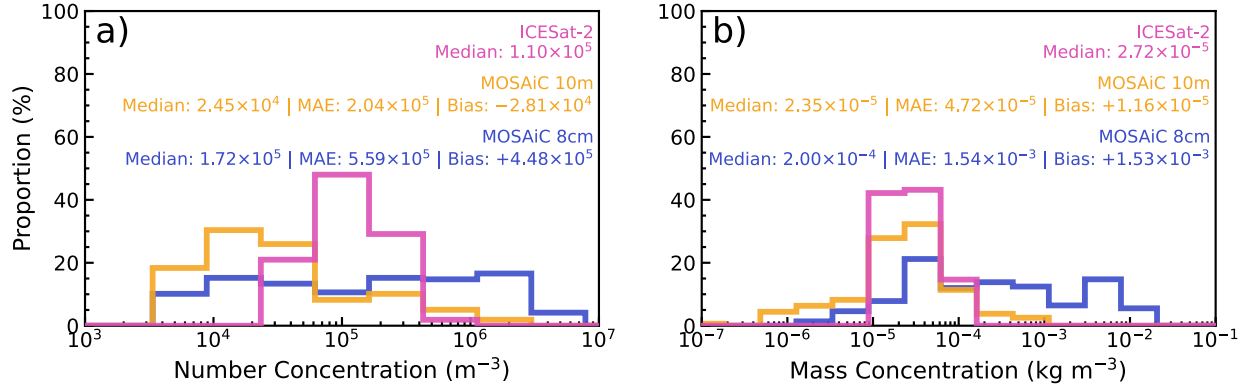 a)
ICESat-2
Median: 1.10×10⁵
MOSAiC 10m
Median: 2.45×10⁴ | MAE: 2.04×10⁵ | Bias: −2.81×10⁴
MOSAiC 8cm
Median: 1.72×10⁵ | MAE: 5.59×10⁵ | Bias: +4.48×10⁵
Proportion (%)
100
80
60
40
20
0
10³
10⁴
10⁵
10⁶
10⁷
Number Concentration (m⁻³)
b)
ICESat-2
Median: 2.72×10⁻⁵
MOSAiC 10m
Median: 2.35×10⁻⁵ | MAE: 4.72×10⁻⁵ | Bias: +1.16×10⁻⁵
MOSAiC 8cm
Median: 2.00×10⁻⁴ | MAE: 1.54×10⁻³ | Bias: +1.53×10⁻³
100
80
60
40
20
0
10⁻⁷
10⁻⁶
10⁻⁵
10⁻⁴
10⁻³
10⁻²
10⁻¹
Mass Concentration (kg m⁻³)